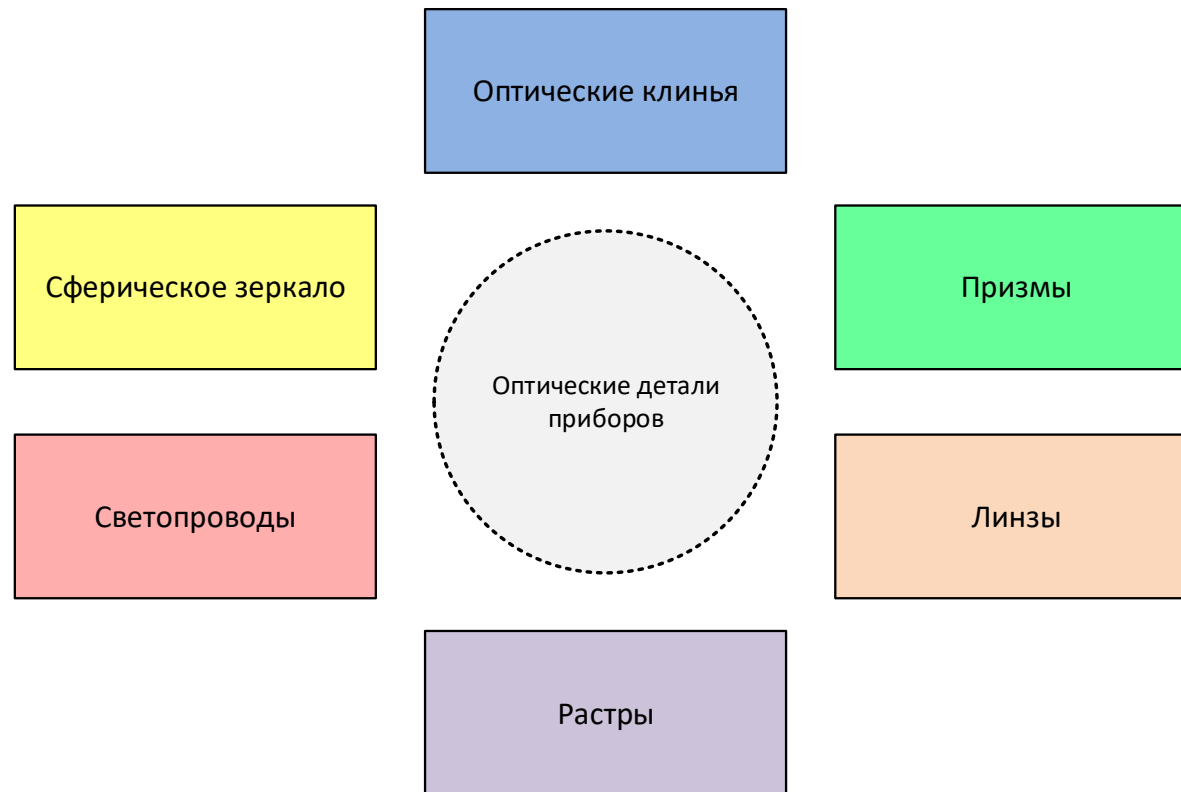 Оптические клинья
Сферическое зеркало
Призмы
Оптические детали
приборов
Светопроводы
Линзы
Растры